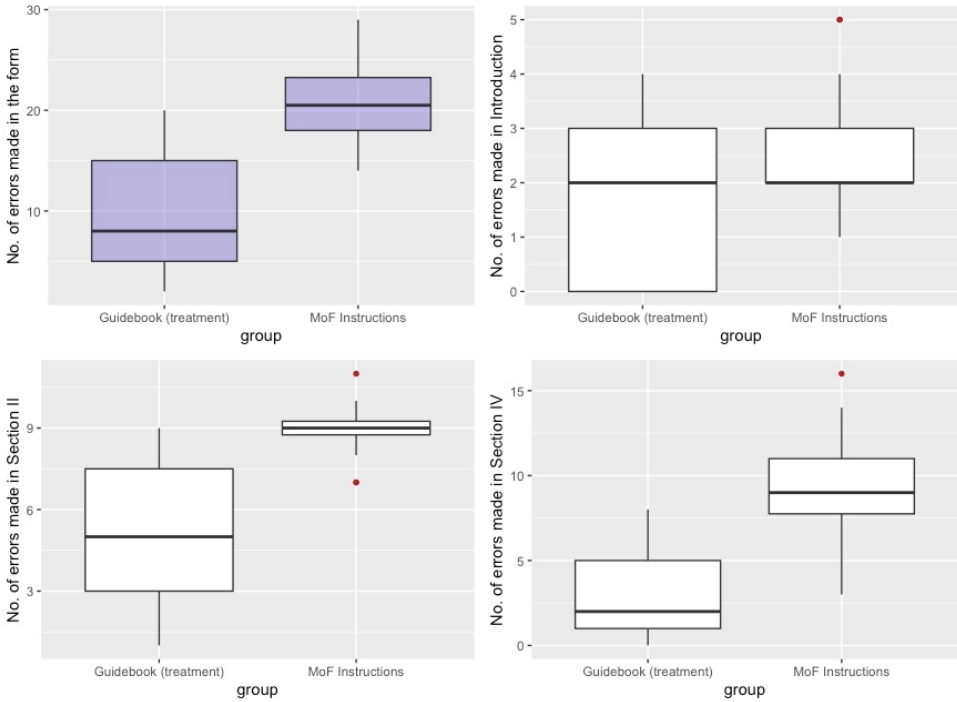 No. of errors made in the form
30
20
10
Guidebook (treatment)
MoF Instructions
group
No. of errors made in Introduction
5
4
3
2
1
0
Guidebook (treatment)
MoF Instructions
group
No. of errors made in Section II
9
6
3
Guidebook (treatment)
MoF Instructions
group
No. of errors made in Section IV
15
10
5
0
Guidebook (treatment)
MoF Instructions
group